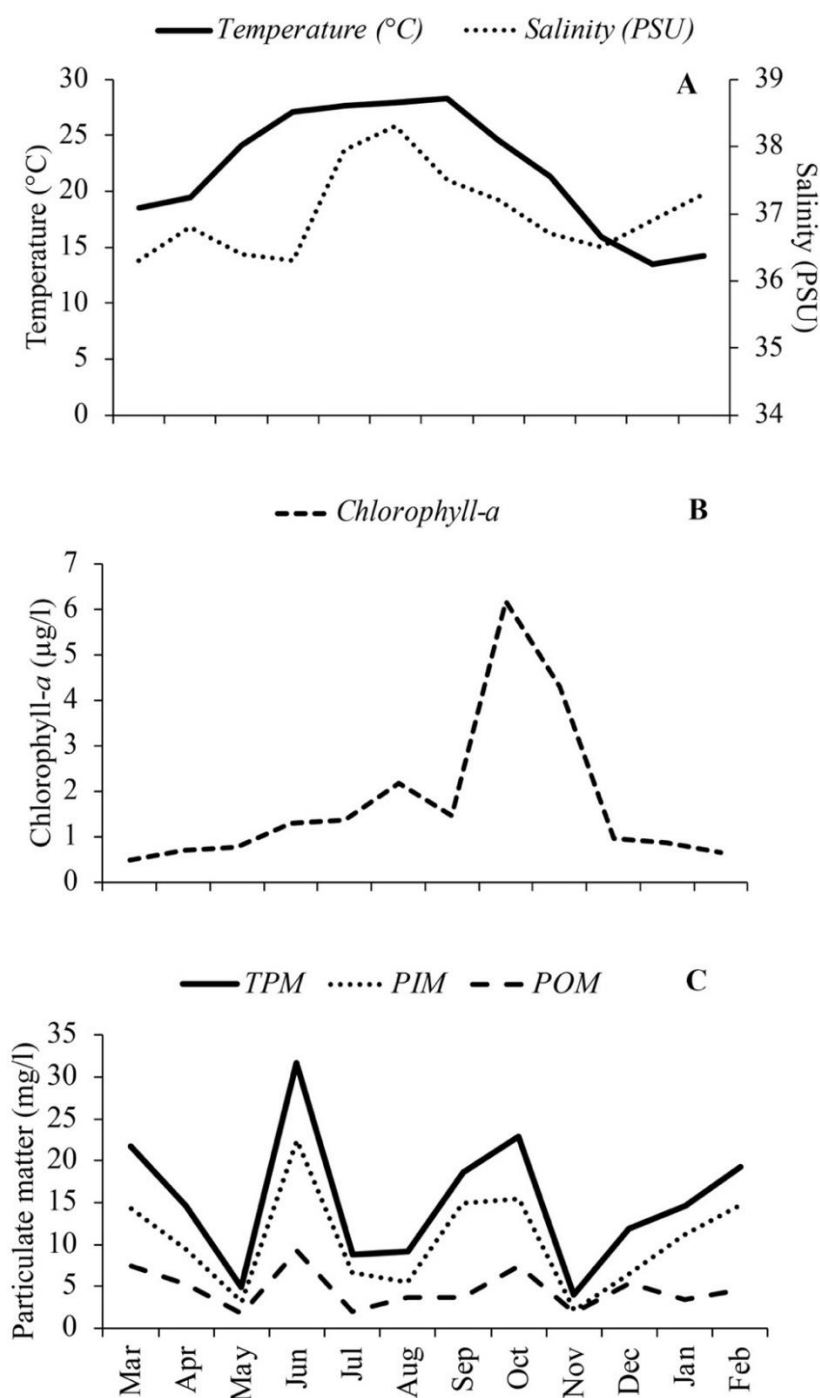 Temperature (°C) Salinity (PSU)
A
30
25
20
15
10
5
0
Temperature (°C)
39
38
37
36
35
34
Salinity (PSU)
Chlorophyll-a
B
7
6
5
4
3
2
1
0
Chlorophyll-a (µg/l)
TPM PIM POM
C
35
30
25
20
15
10
5
0
Particulate matter (mg/l)
Mar Apr May Jun Jul Aug Sep Oct Nov Dec Jan Feb